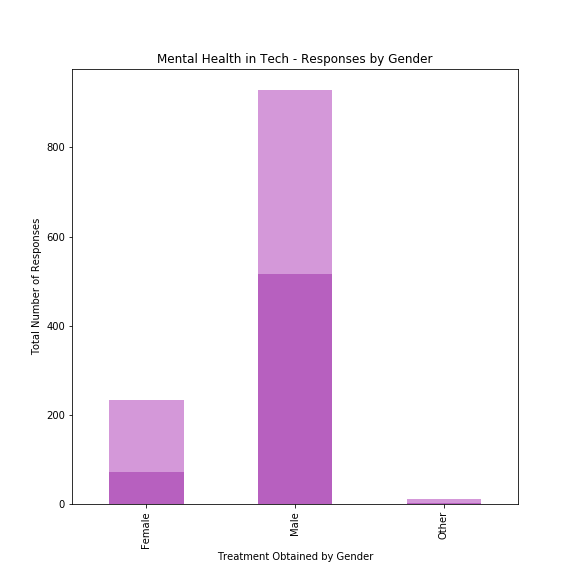 Mental Health in Tech - Responses by Gender
Total Number of Responses
800
600
400
200
0
Female
Male
Other
Treatment Obtained by Gender